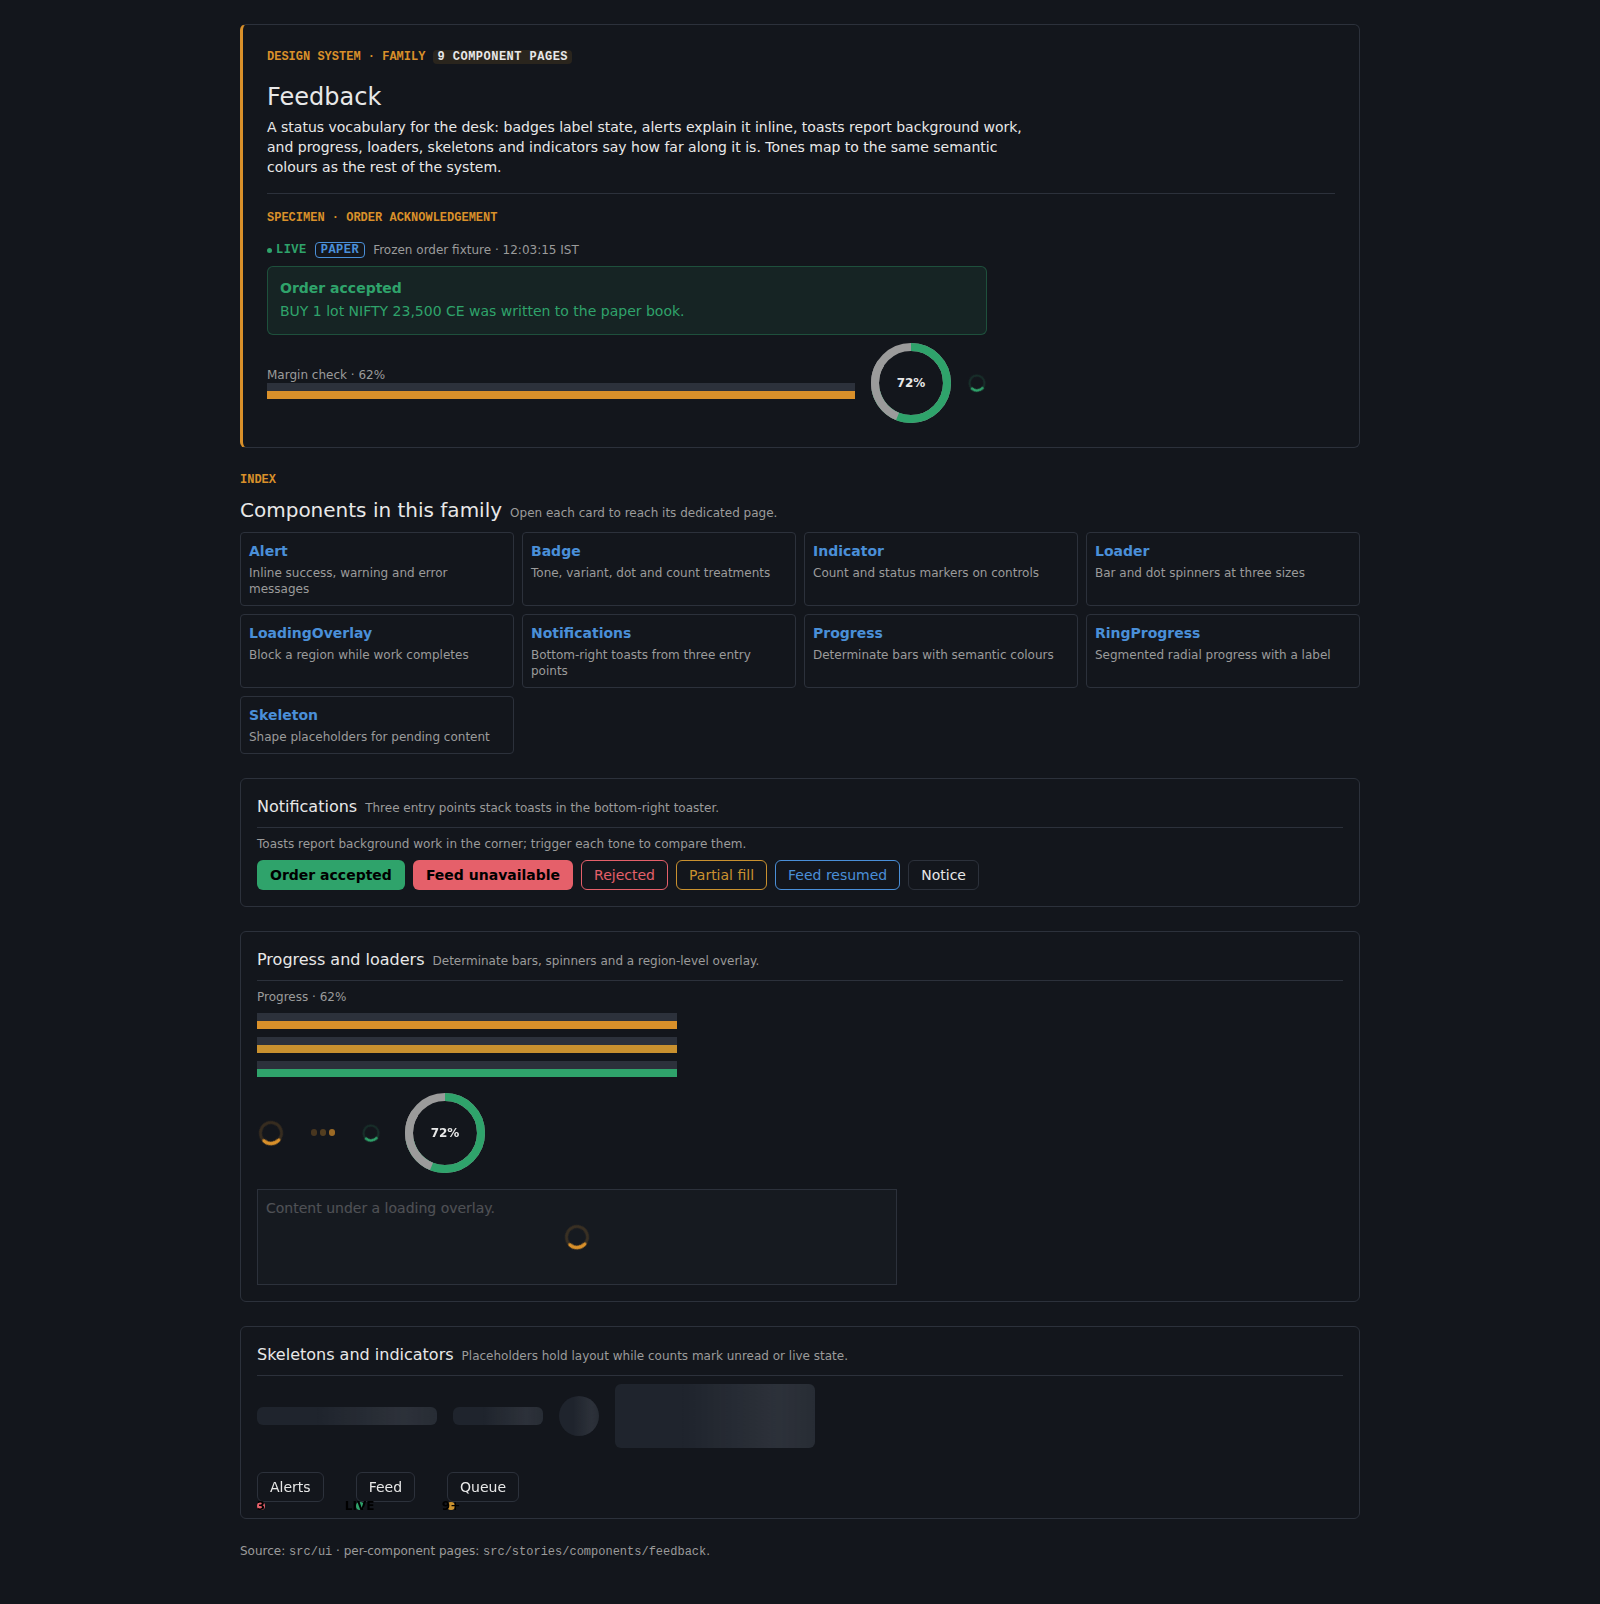 DESIGN SYSTEM · FAMILY 9 COMPONENT PAGES
Feedback
A status vocabulary for the desk: badges label state, alerts explain it inline, toasts report background work,
and progress, loaders, skeletons and indicators say how far along it is. Tones map to the same semantic
colours as the rest of the system.
SPECIMEN · ORDER ACKNOWLEDGEMENT
LIVE PAPER Frozen order fixture · 12:03:15 IST
Order accepted
BUY 1 lot NIFTY 23,500 CE was written to the paper book.
Margin check · 62%
72%
INDEX
Components in this family Open each card to reach its dedicated page.
Alert
Inline success, warning and error
messages
Badge
Tone, variant, dot and count treatments
Indicator
Count and status markers on controls
Loader
Bar and dot spinners at three sizes
LoadingOverlay
Block a region while work completes
Notifications
Bottom-right toasts from three entry
points
Progress
Determinate bars with semantic colours
RingProgress
Segmented radial progress with a label
Skeleton
Shape placeholders for pending content
Notifications Three entry points stack toasts in the bottom-right toaster.
Toasts report background work in the corner; trigger each tone to compare them.
Order accepted Feed unavailable Rejected Partial fill Feed resumed Notice
Progress and loaders Determinate bars, spinners and a region-level overlay.
Progress · 62%
72%
Content under a loading overlay.
Skeletons and indicators Placeholders hold layout while counts mark unread or live state.
Alerts Feed Queue
LIVE
Source: src/ui · per-component pages: src/stories/components/feedback.